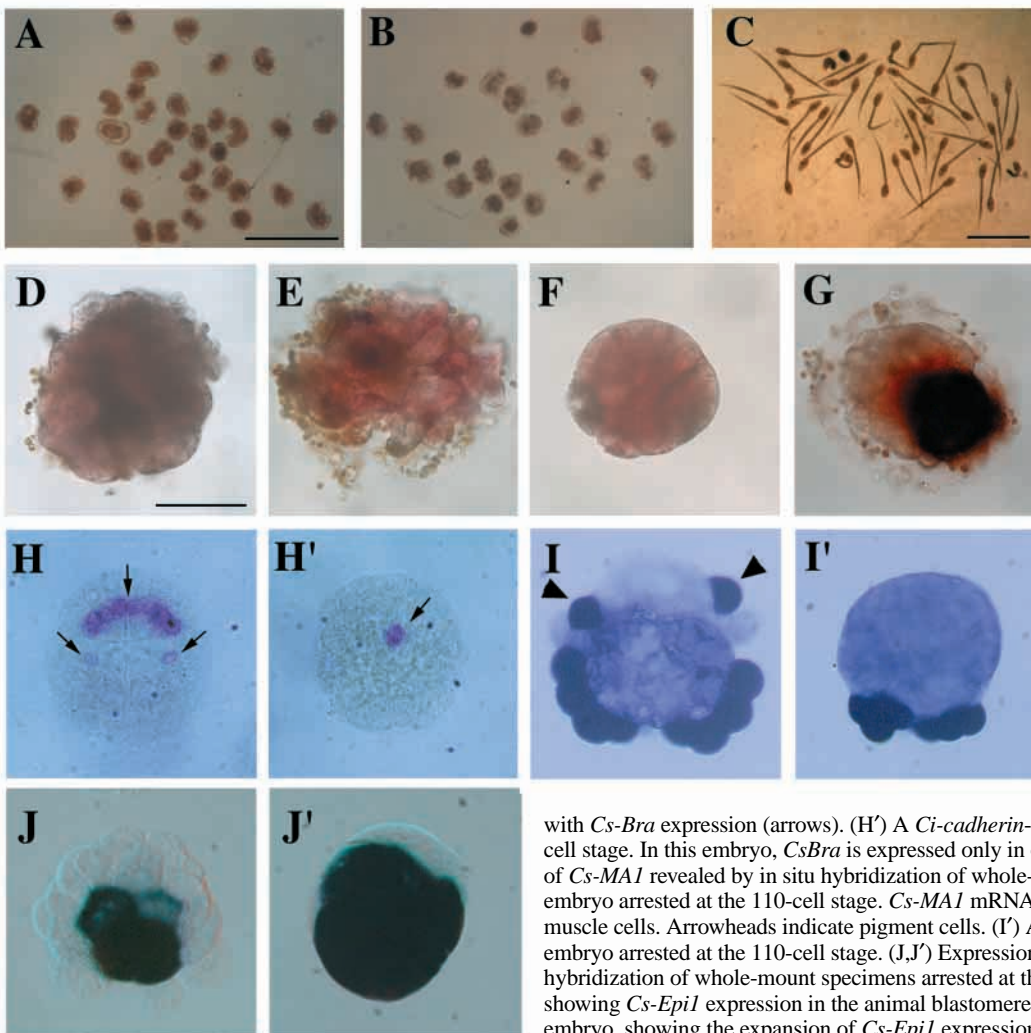 A
B
C
D
E
F
G
H
H'
I
I'
J
J'
with Cs-Bra expression (arrows). (H′) A Ci-cadherin-
cell stage. In this embryo, CsBra is expressed only in
of Cs-MA1 revealed by in situ hybridization of whole-
embryo arrested at the 110-cell stage. Cs-MA1 mRNA
muscle cells. Arrowheads indicate pigment cells. (I′) A
embryo arrested at the 110-cell stage. (J,J′) Expression
hybridization of whole-mount specimens arrested at th
showing Cs-Epi1 expression in the animal blastomere
embryo, showing the expansion of Cs-Epi1 expression